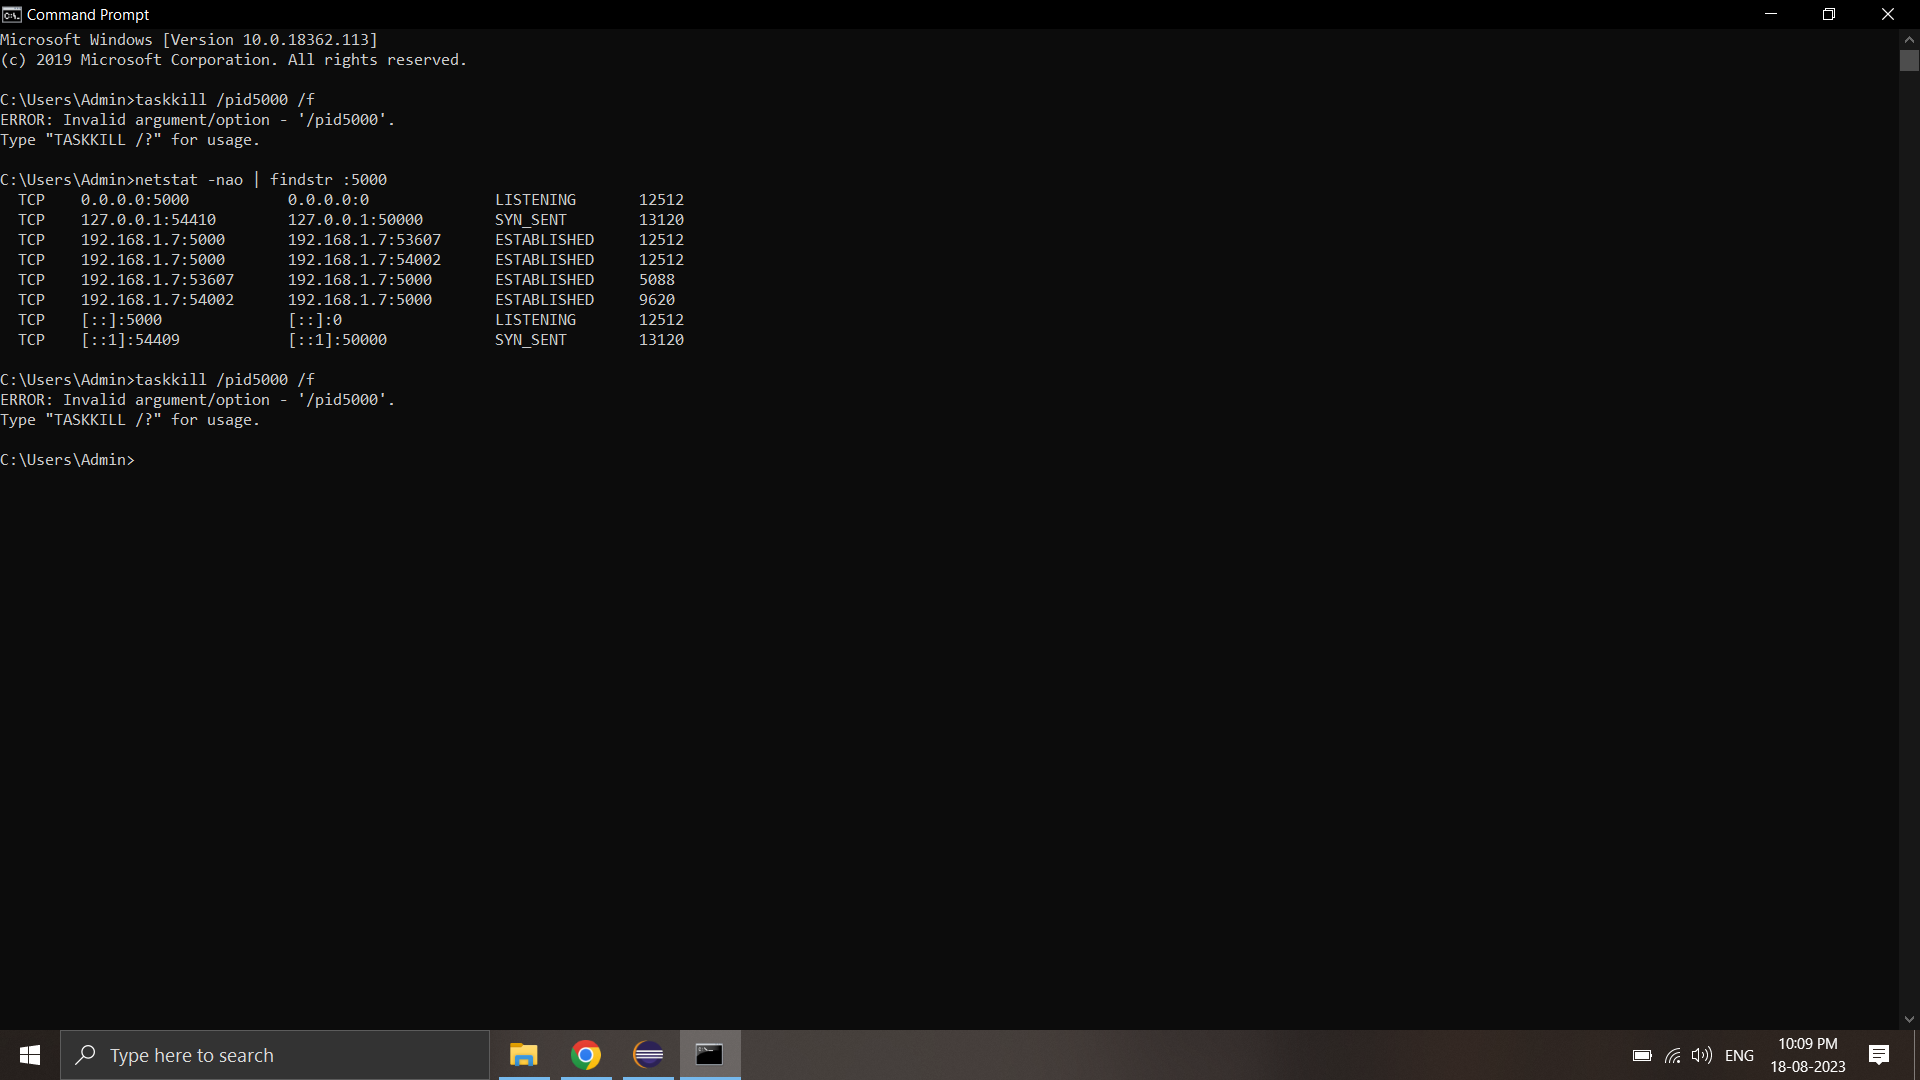 Command Prompt
Microsoft Windows [Version 10.0.18362.113]
(c) 2019 Microsoft Corporation. All rights reserved.
C:\Users\Admin>taskkill /pid5000 /f
ERROR: Invalid argument/option - '/pid5000'.
Type "TASKKILL /?" for usage.
C:\Users\Admin>netstat -nao | findstr :5000
TCP    0.0.0.0:5000           0.0.0.0:0              LISTENING       12512
TCP    127.0.0.1:54410        127.0.0.1:50000        SYN_SENT        13120
TCP    192.168.1.7:5000       192.168.1.7:53607      ESTABLISHED     12512
TCP    192.168.1.7:5000       192.168.1.7:54002      ESTABLISHED     12512
TCP    192.168.1.7:53607      192.168.1.7:5000       ESTABLISHED     5088
TCP    192.168.1.7:54002      192.168.1.7:5000       ESTABLISHED     9620
TCP    [::]:5000              [::]:0                 LISTENING       12512
TCP    [::1]:54409            [::1]:50000            SYN_SENT        13120
C:\Users\Admin>taskkill /pid5000 /f
ERROR: Invalid argument/option - '/pid5000'.
Type "TASKKILL /?" for usage.
C:\Users\Admin>
Type here to search
ENG
10:09 PM
18-08-2023